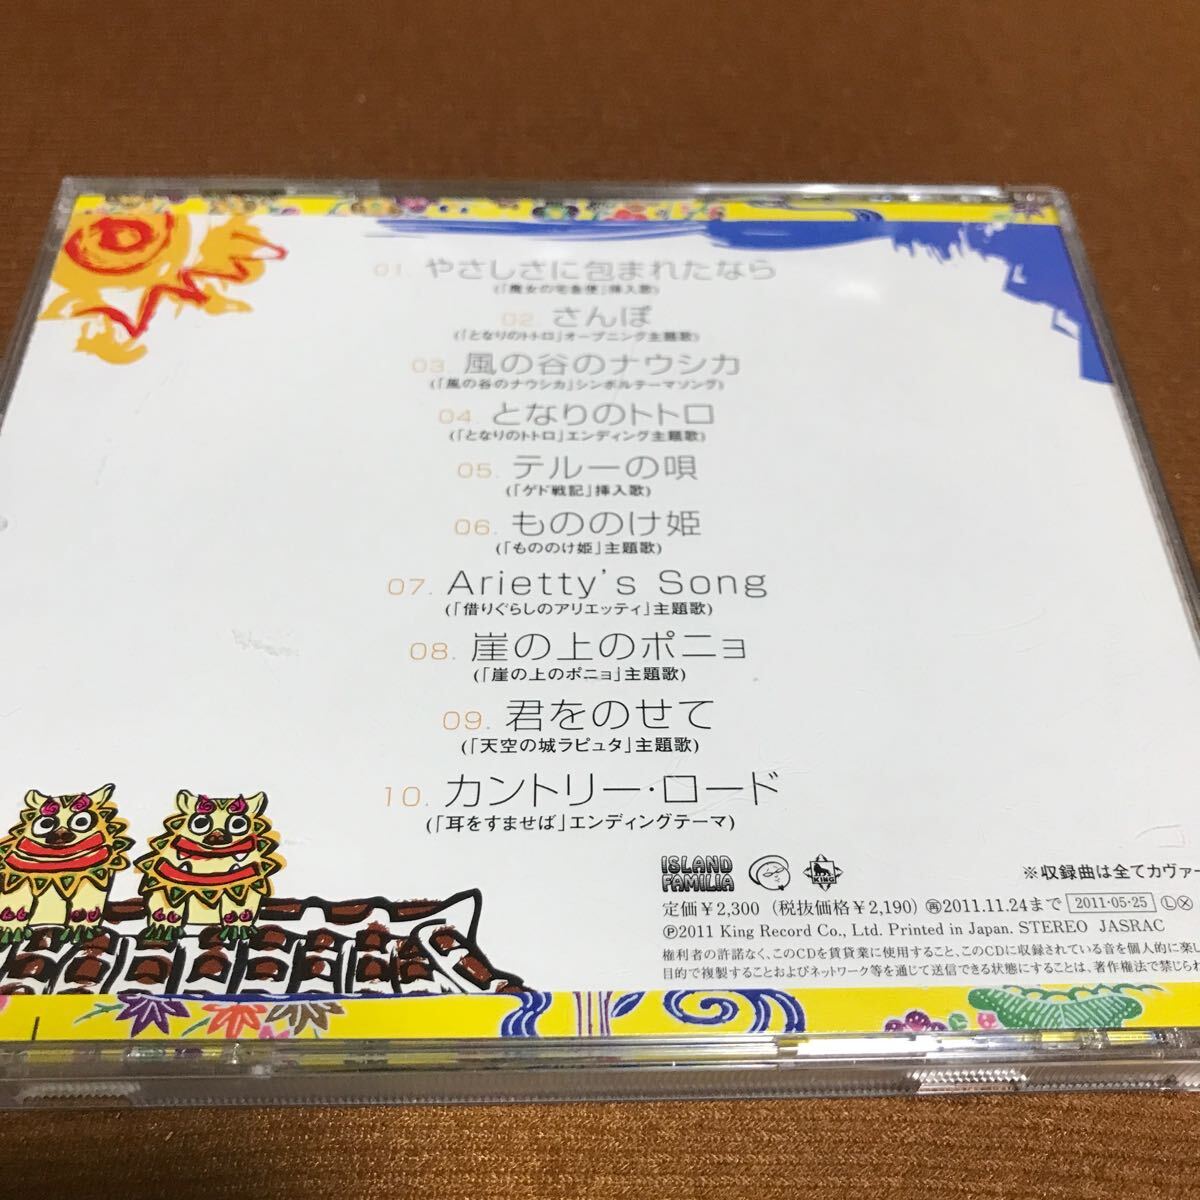 01. やさしさに包まれたなら
(「魔女の宅急便」挿入歌)
02. さんぽ
(「となりのトトロ」オープニング主題歌)
03. 風の谷のナウシカ
(「風の谷のナウシカ」シンボルテーマソング)
04. となりのトトロ
(「となりのトトロ」エンディング主題歌)
05. テルーの唄
(「ゲド戦記」挿入歌)
06. もののけ姫
(「もののけ姫」主題歌)
07. Arietty's Song
(「借りぐらしのアリエッティ」主題歌)
08. 崖の上のポニョ
(「崖の上のポニョ」主題歌)
09. 君をのせて
(「天空の城ラピュタ」主題歌)
10. カントリー・ロード
(「耳をすませば」エンディングテーマ)
ISLAND
FAMILIA
KING
※収録曲は全てカヴァー
定価￥2,300 (税抜価格￥2,190) ㊞2011.11.24まで 2011・05・25 Ⓛ Ⓧ
℗2011 King Record Co., Ltd. Printed in Japan. STEREO JASRAC
権利者の許諾なく、このCDを賃貸業に使用すること、このCDに収録されている音を個人的に楽し
目的で複製することおよびネットワーク等を通じて送信できる状態にすることは、著作権法で禁じられ